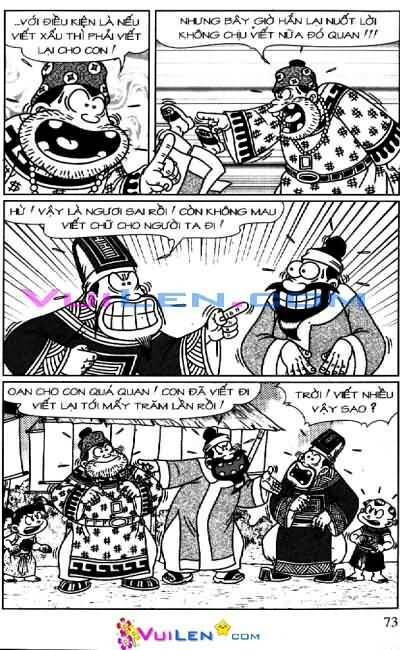 ..VỚI ĐIỀU KIỆN LÀ NẾU
VIẾT XẤU THÌ PHẢI VIẾT
LẠI CHO CON !
NHƯNG BÂY GIỜ HẮN LẠI NUỐT LỜI
KHÔNG CHỊU VIẾT NỮA ĐÓ QUAN !!!
HỪ ! VẬY LÀ NGƯƠI SAI RỒI ! CÒN KHÔNG MAU
VIẾT CHỮ CHO NGƯỜI TA ĐI !
VUILEN.COM
OAN CHO CON QUÁ QUAN ! CON ĐÃ VIẾT ĐI
VIẾT LẠI TỚI MẤY TRĂM LẦN RỒI !
TRỜI ! VIẾT NHIỀU
VẬY SAO ?
73
VUILEN.COM